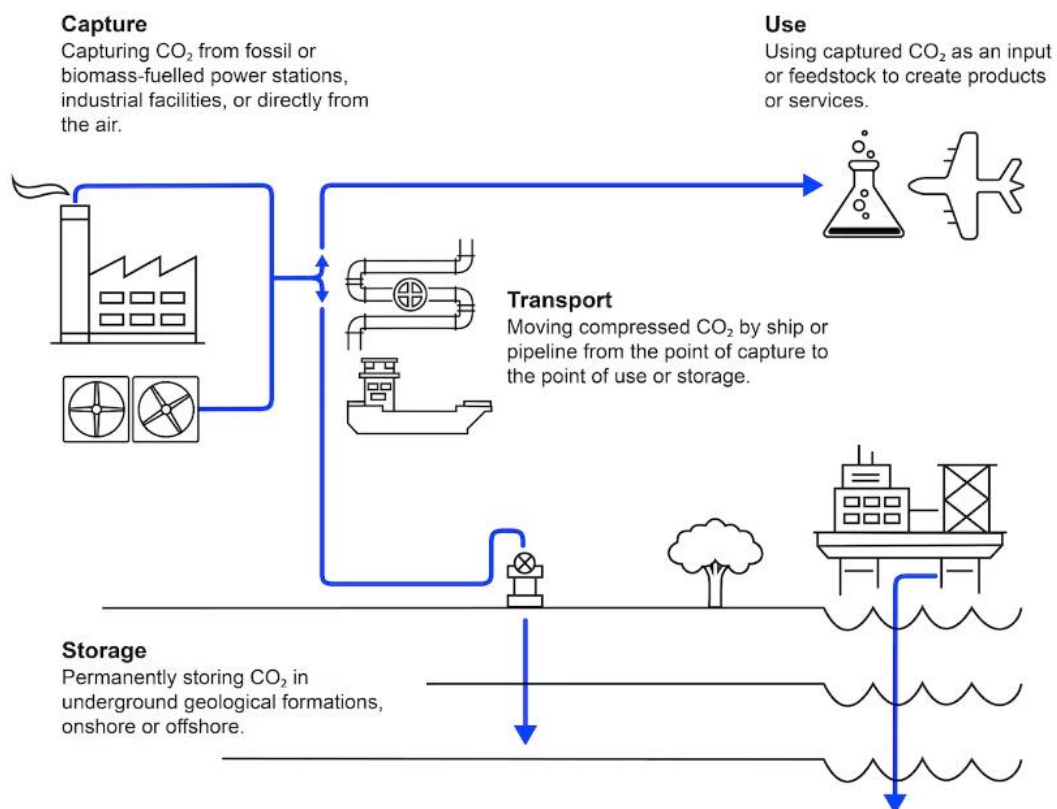 Capture
Capturing CO₂ from fossil or
biomass-fuelled power stations,
industrial facilities, or directly from
the air.
Use
Using captured CO₂ as an input
or feedstock to create products
or services.
Transport
Moving compressed CO₂ by ship or
pipeline from the point of capture to
the point of use or storage.
Storage
Permanently storing CO₂ in
underground geological formations,
onshore or offshore.